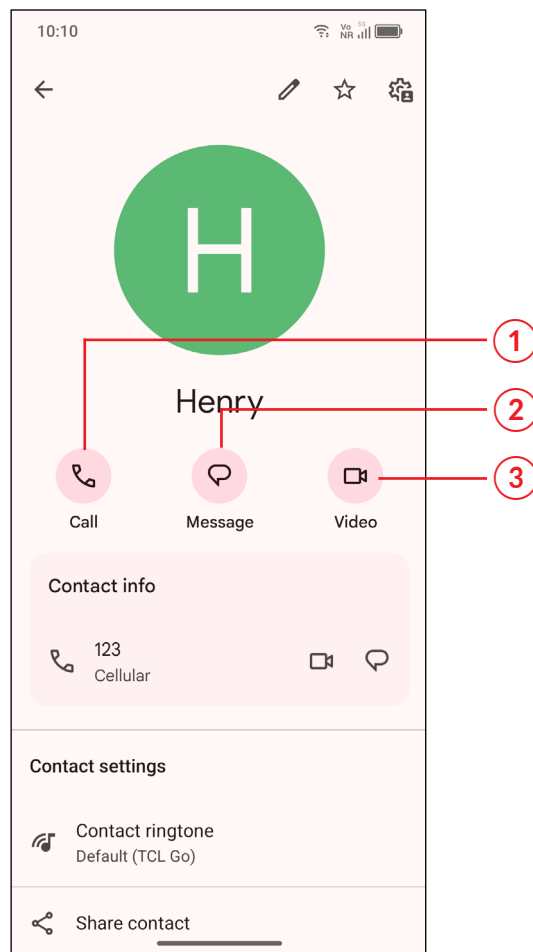 10:10
Vo NR 5G
H
1
Henry
2
3
Call Message Video
Contact info
123
Cellular
Contact settings
Contact ringtone
Default (TCL Go)
Share contact